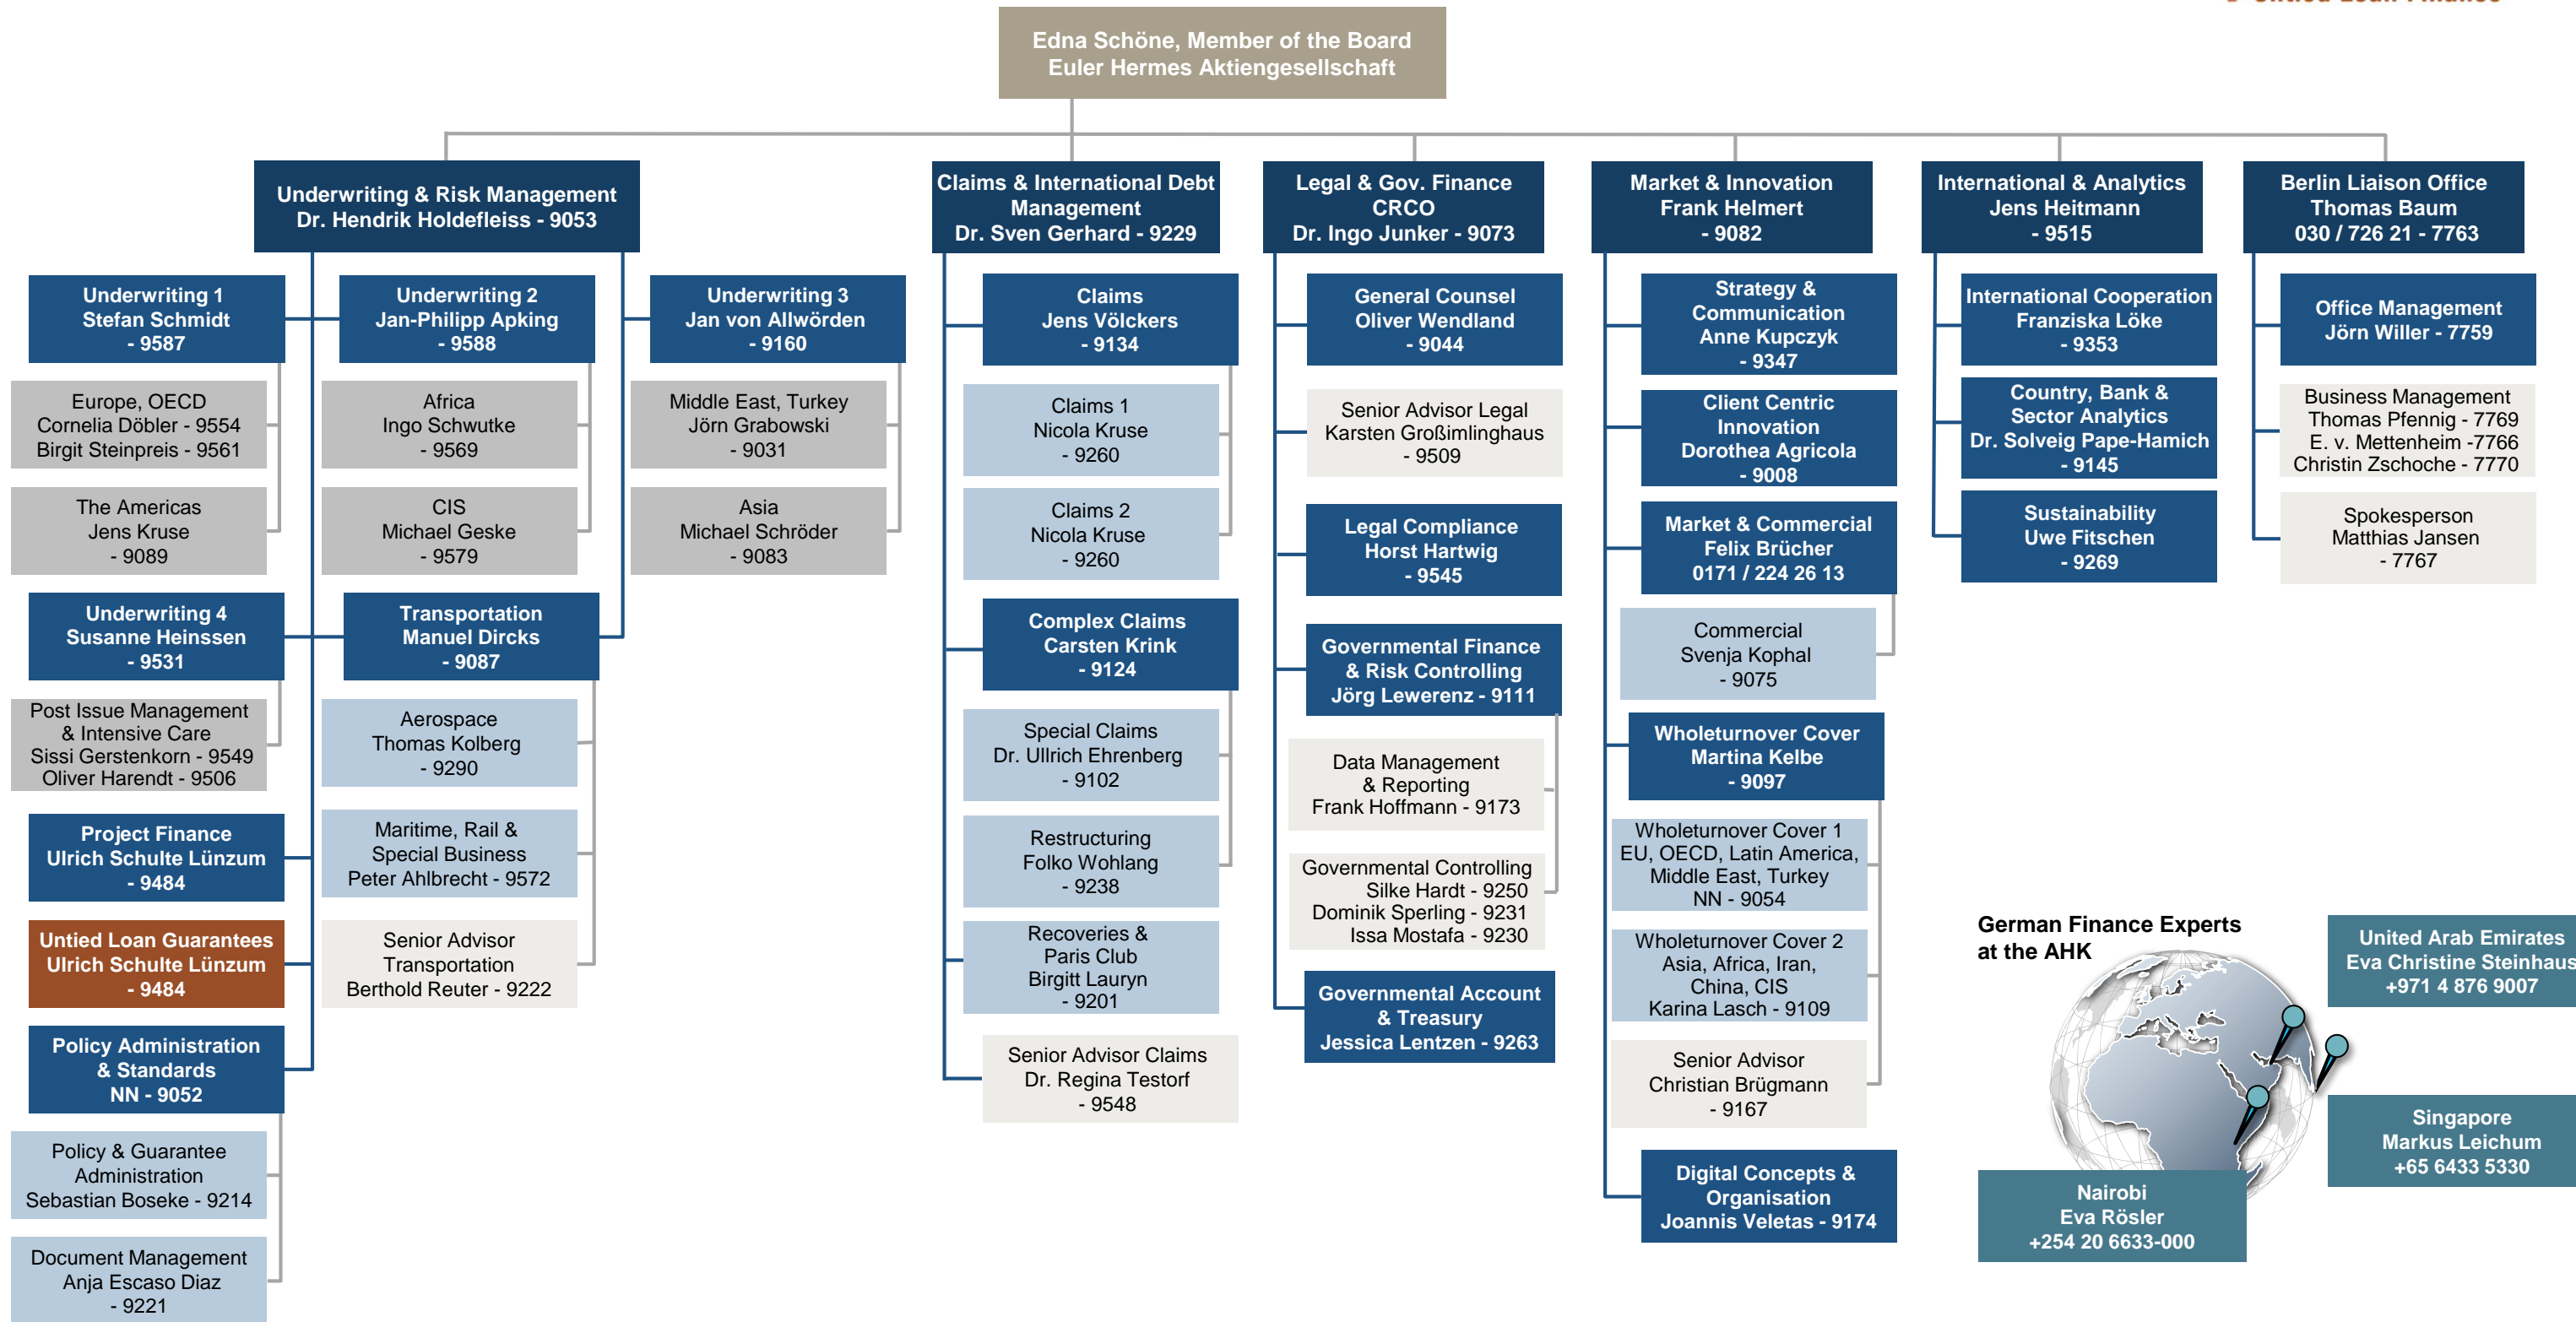 Edna Schöne, Member of the Board
Euler Hermes Aktiengesellschaft
Underwriting & Risk Management
Dr. Hendrik Holdefleiss - 9053
Underwriting 1
Stefan Schmidt
- 9587
Europe, OECD
Cornelia Döbler - 9554
Birgit Steinpreis - 9561
The Americas
Jens Kruse
- 9089
Underwriting 2
Jan-Philipp Apking
- 9588
Africa
Ingo Schwutke
- 9569
CIS
Michael Geske
- 9579
Underwriting 3
Jan von Allwörden
- 9160
Middle East, Turkey
Jörn Grabowski
- 9031
Asia
Michael Schröder
- 9083
Underwriting 4
Susanne Heinssen
- 9531
Post Issue Management
& Intensive Care
Sissi Gerstenkorn - 9549
Oliver Harendt - 9506
Transportation
Manuel Dircks
- 9087
Aerospace
Thomas Kolberg
- 9290
Maritime, Rail &
Special Business
Peter Ahlbrecht - 9572
Senior Advisor
Transportation
Berthold Reuter - 9222
Project Finance
Ulrich Schulte Lünzum
- 9484
Untied Loan Guarantees
Ulrich Schulte Lünzum
- 9484
Policy Administration
& Standards
NN - 9052
Policy & Guarantee
Administration
Sebastian Boseke - 9214
Document Management
Anja Escaso Diaz
- 9221
Claims & International Debt
Management
Dr. Sven Gerhard - 9229
Claims
Jens Völckers
- 9134
Claims 1
Nicola Kruse
- 9260
Claims 2
Nicola Kruse
- 9260
Complex Claims
Carsten Krink
- 9124
Special Claims
Dr. Ullrich Ehrenberg
- 9102
Restructuring
Folko Wohlang
- 9238
Recoveries &
Paris Club
Birgitt Lauryn
- 9201
Senior Advisor Claims
Dr. Regina Testorf
- 9548
Legal & Gov. Finance
CRCO
Dr. Ingo Junker - 9073
General Counsel
Oliver Wendland
- 9044
Senior Advisor Legal
Karsten Großimlinghaus
- 9509
Legal Compliance
Horst Hartwig
- 9545
Governmental Finance
& Risk Controlling
Jörg Lewerenz - 9111
Data Management
& Reporting
Frank Hoffmann - 9173
Governmental Controlling
Silke Hardt - 9250
Dominik Sperling - 9231
Issa Mostafa - 9230
Governmental Account
& Treasury
Jessica Lentzen - 9263
Market & Innovation
Frank Helmert
- 9082
Strategy &
Communication
Anne Kupczyk
- 9347
Client Centric
Innovation
Dorothea Agricola
- 9008
Market & Commercial
Felix Brücher
0171 / 224 26 13
Commercial
Svenja Kophal
- 9075
Wholeturnover Cover
Martina Kelbe
- 9097
Wholeturnover Cover 1
EU, OECD, Latin America,
Middle East, Turkey
NN - 9054
Wholeturnover Cover 2
Asia, Africa, Iran,
China, CIS
Karina Lasch - 9109
Senior Advisor
Christian Brügmann
- 9167
Digital Concepts &
Organisation
Joannis Veletas - 9174
International & Analytics
Jens Heitmann
- 9515
International Cooperation
Franziska Löke
- 9353
Country, Bank &
Sector Analytics
Dr. Solveig Pape-Hamich
- 9145
Sustainability
Uwe Fitschen
- 9269
Berlin Liaison Office
Thomas Baum
030 / 726 21 - 7763
Office Management
Jörn Willer - 7759
Business Management
Thomas Pfennig - 7769
E. v. Mettenheim -7766
Christin Zschoche - 7770
Spokesperson
Matthias Jansen
- 7767
German Finance Experts
at the AHK
United Arab Emirates
Eva Christine Steinhaus
+971 4 876 9007
Singapore
Markus Leichum
+65 6433 5330
Nairobi
Eva Rösler
+254 20 6633-000